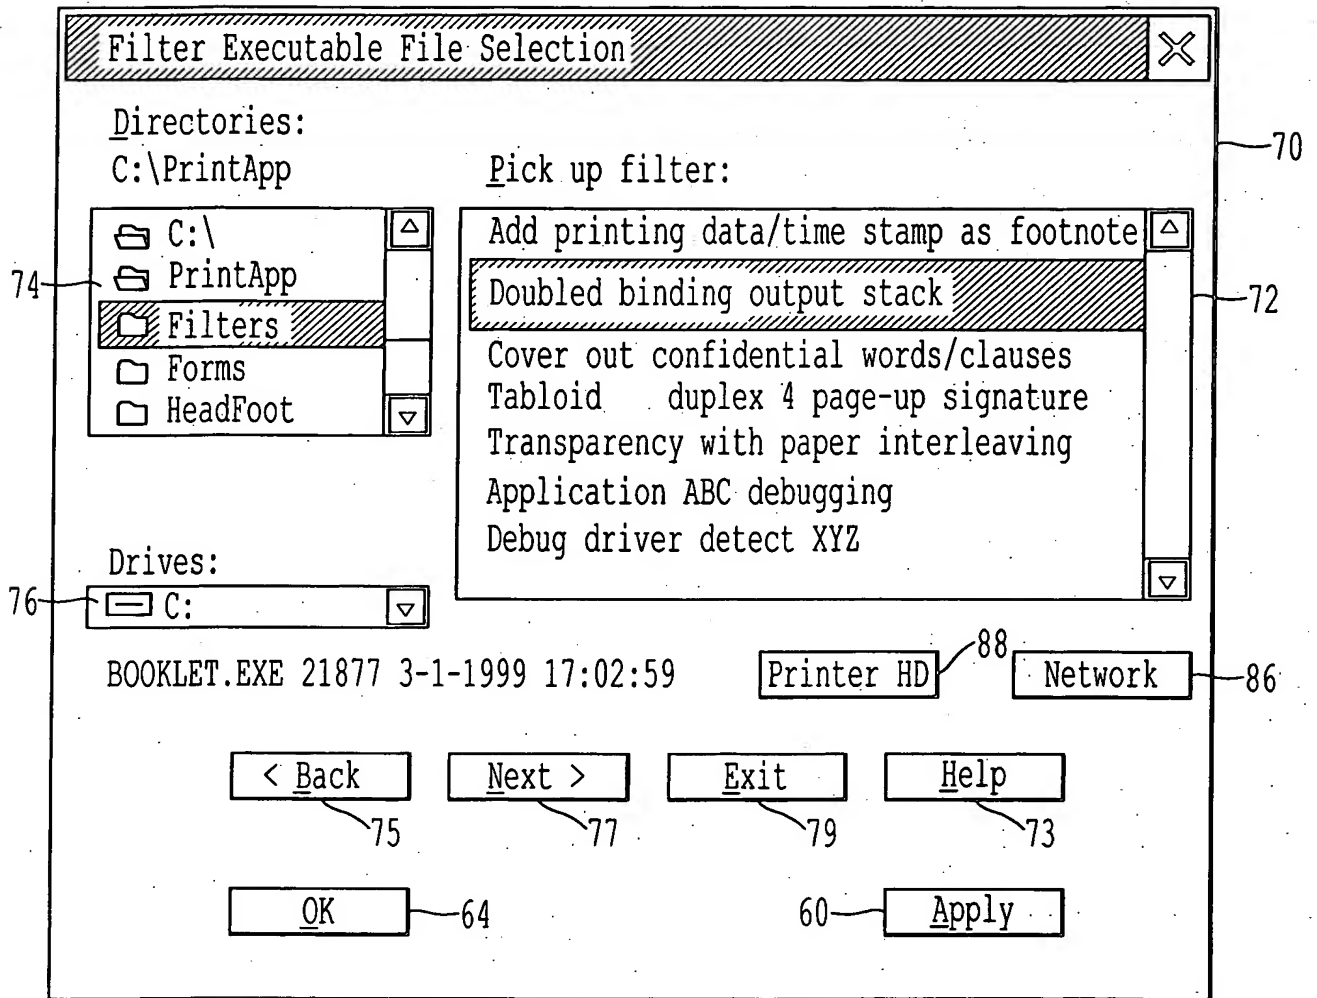 Filter Executable File Selection
Directories:
C:\PrintApp
Pick up filter:
70
C:\
PrintApp
Filters
Forms
HeadFoot
74
Add printing data/time stamp as footnote
Doubled binding output stack
Cover out confidential words/clauses
Tabloid duplex 4 page-up signature
Transparency with paper interleaving
Application ABC debugging
Debug driver detect XYZ
72
Drives:
76
C:
BOOKLET.EXE 21877 3-1-1999 17:02:59
Printer HD
88
Network
86
< Back
Next >
Exit
Help
75
77
79
73
OK
64
60
Apply